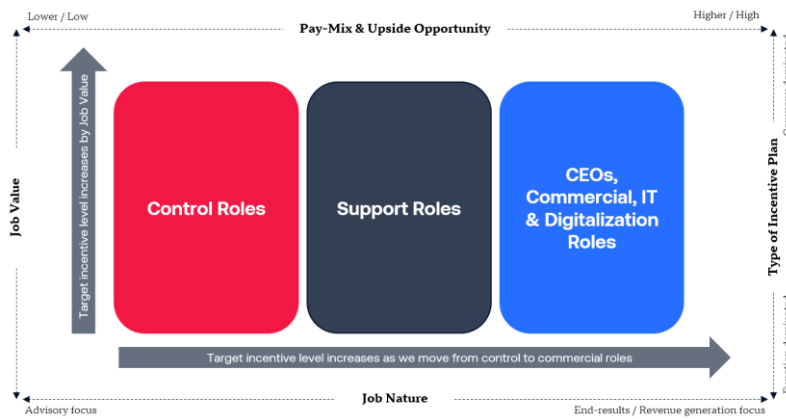 Lower / Low
Higher / High
Pay-Mix & Upside Opportunity
Job Value
Target incentive level increases by Job Value
Control Roles
Support Roles
CEOs,
Commercial, IT
& Digitalization
Roles
Type of Incentive Plan
Target incentive level increases as we move from control to commercial roles
Job Nature
Advisory focus
End-results / Revenue generation focus